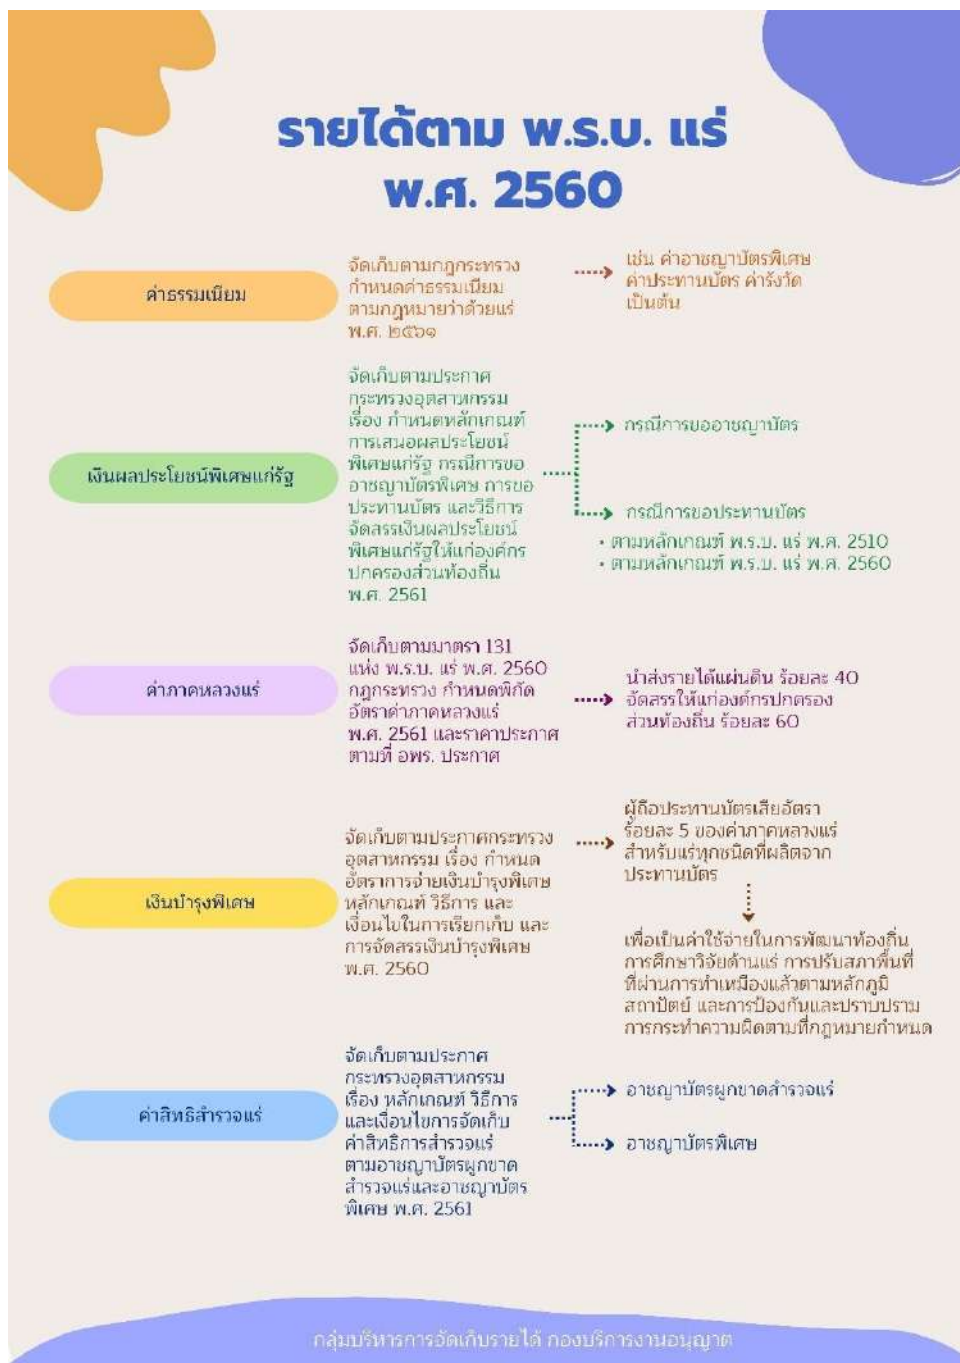 รายได้ตาม พ.ร.บ. แร่
พ.ศ. 2560
ค่าธรรมเนียม
จัดเก็บตามกฎกระทรวง
กำหนดค่าธรรมเนียม
ตามกฎหมายว่าด้วยแร่
พ.ศ. ๒๕๖๑
เช่น ค่าอาชญาบัตรพิเศษ
ค่าประทานบัตร ค่ารังวัด
เป็นต้น
เงินผลประโยชน์พิเศษแก่รัฐ
จัดเก็บตามประกาศ
กระทรวงอุตสาหกรรม
เรื่อง กำหนดหลักเกณฑ์
การเสนอผลประโยชน์
พิเศษแก่รัฐ กรณีการขอ
อาชญาบัตรพิเศษ การขอ
ประทานบัตร และวิธีการ
จัดสรรเงินผลประโยชน์
พิเศษแก่รัฐให้แก่องค์กร
ปกครองส่วนท้องถิ่น
พ.ศ. 2561
กรณีการขออาชญาบัตร
กรณีการขอประทานบัตร
• ตามหลักเกณฑ์ พ.ร.บ. แร่ พ.ศ. 2510
• ตามหลักเกณฑ์ พ.ร.บ. แร่ พ.ศ. 2560
ค่าภาคหลวงแร่
จัดเก็บตามมาตรา 131
แห่ง พ.ร.บ. แร่ พ.ศ. 2560
กฎกระทรวง กำหนดพิกัด
อัตราค่าภาคหลวงแร่
พ.ศ. 2561 และราคาประกาศ
ตามที่ อพร. ประกาศ
นำส่งรายได้แผ่นดิน ร้อยละ 40
จัดสรรให้แก่องค์กรปกครอง
ส่วนท้องถิ่น ร้อยละ 60
เงินบำรุงพิเศษ
จัดเก็บตามประกาศกระทรวง
อุตสาหกรรม เรื่อง กำหนด
อัตราการจ่ายเงินบำรุงพิเศษ
หลักเกณฑ์ วิธีการ และ
เงื่อนไขในการเรียกเก็บ และ
การจัดสรรเงินบำรุงพิเศษ
พ.ศ. 2560
ผู้ถือประทานบัตรเสียอัตรา
ร้อยละ 5 ของค่าภาคหลวงแร่
สำหรับแร่ทุกชนิดที่ผลิตจาก
ประทานบัตร
เพื่อเป็นค่าใช้จ่ายในการพัฒนาท้องถิ่น
การศึกษาวิจัยด้านแร่ การปรับสภาพื้นที่
ที่ผ่านการทำเหมืองแล้วตามหลักภูมิ
สถาปัตย์ และการป้องกันและปราบปราม
การกระทำความผิดตามที่กฎหมายกำหนด
ค่าสิทธิสำรวจแร่
จัดเก็บตามประกาศ
กระทรวงอุตสาหกรรม
เรื่อง หลักเกณฑ์ วิธีการ
และเงื่อนไขการจัดเก็บ
ค่าสิทธิการสำรวจแร่
ตามอาชญาบัตรผูกขาด
สำรวจแร่และอาชญาบัตร
พิเศษ พ.ศ. 2561
อาชญาบัตรผูกขาดสำรวจแร่
อาชญาบัตรพิเศษ
กลุ่มบริหารการจัดเก็บรายได้ กองบริการงานอนุญาต